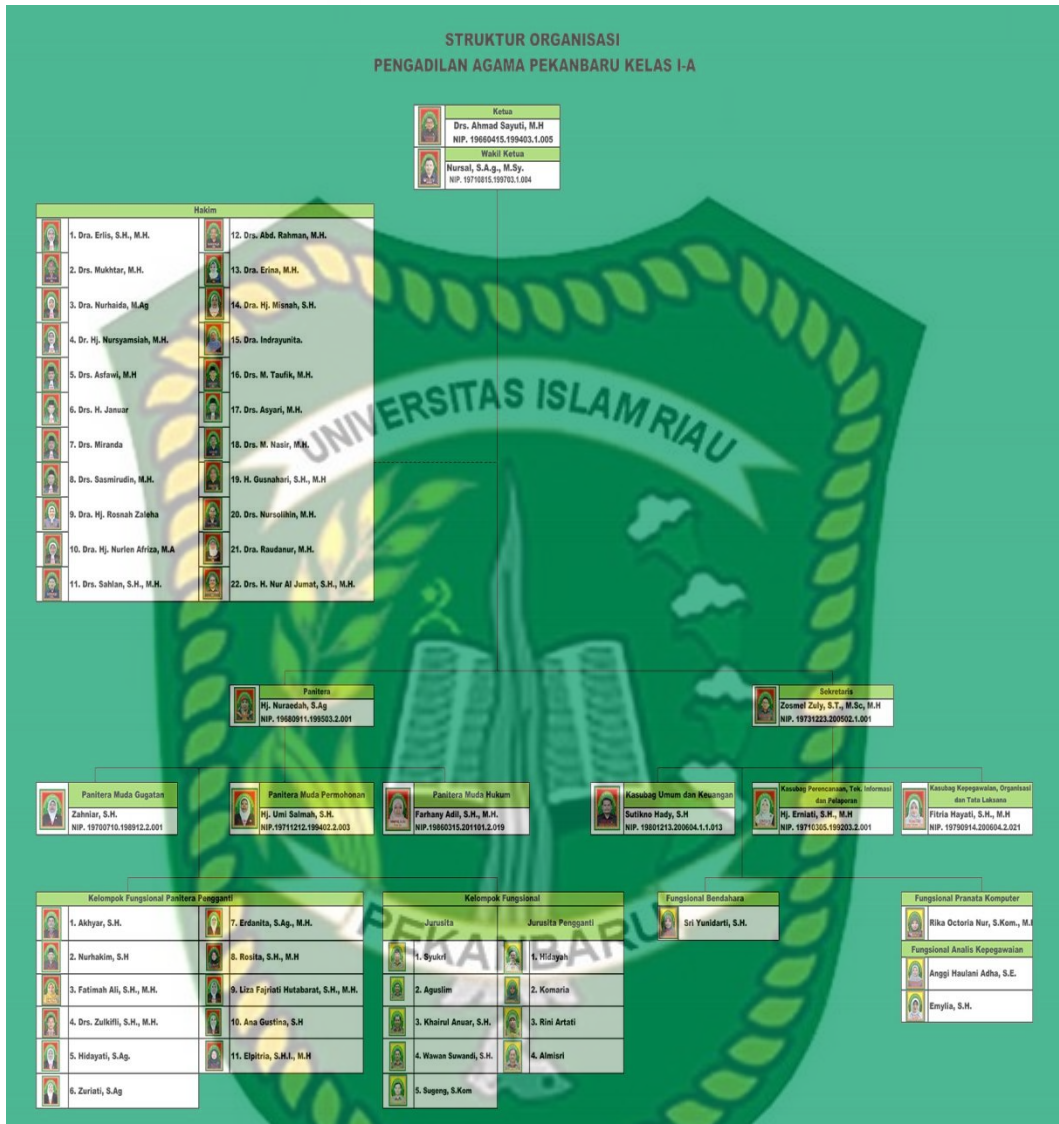 STRUKTUR ORGANISASI
PENGADILAN AGAMA PEKANBARU KELAS I-A
Ketua
Drs. Ahmad Sayuti, M.H
NIP. 19660415.199403.1.005
Wakil Ketua
Nursal, S.A.g., M.Sy.
NIP. 19710815.199703.1.004
Hakim
1. Dra. Erlis, S.H., M.H.
2. Drs. Mukhtar, M.H.
3. Dra. Nurhaida, M.Ag
4. Dr. Hj. Nursyamsiah, M.H.
5. Drs. Asfawi, M.H
6. Drs. H. Januar
7. Drs. Miranda
8. Drs. Sasmirudin, M.H.
9. Dra. Hj. Rosnah Zaleha
10. Dra. Hj. Nurlen Afriza, M.A
11. Drs. Sahlan, S.H., M.H.
12. Drs. Abd. Rahman, M.H.
13. Dra. Erina, M.H.
14. Dra. Hj. Misnah, S.H.
15. Dra. Indrayunita.
16. Drs. M. Taufik, M.H.
17. Drs. Asyari, M.H.
18. Drs. M. Nasir, M.H.
19. H. Gusnahari, S.H., M.H
20. Drs. Nursolihin, M.H.
21. Dra. Raudanur, M.H.
22. Drs. H. Nur Al Jumat, S.H., M.H.
UNIVERSITAS ISLAM RIAU
Panitera
Hj. Nuraedah, S.Ag
NIP. 19680911.199503.2.001
Sekretaris
Zosmel Zuly, S.T., M.Sc, M.H
NIP. 19731223.200502.1.001
Panitera Muda Gugatan
Zahniar, S.H.
NIP. 19700710.198912.2.001
Panitera Muda Permohonan
Hj. Umi Salmah, S.H.
NIP.19711212.199402.2.003
Panitera Muda Hukum
Farhany Adil, S.H., M.H.
NIP.19860315.201101.2.019
Kasubag Umum dan Keuangan
Sutikno Hady, S.H
NIP. 19801213.200604.1.1.013
Kasubag Perencanaan, Tek. Informasi
dan Pelaporan
Hj. Erniati, S.H., M.H
NIP. 19710305.199203.2.001
Kasubag Kepegawaian, Organisasi
dan Tata Laksana
Fitria Hayati, S.H., M.H
NIP. 19790914.200604.2.021
Kelompok Fungsional Panitera Pengganti
1. Akhyar, S.H.
2. Nurhakim, S.H
3. Fatimah Ali, S.H., M.H.
4. Drs. Zulkifli, S.H., M.H.
5. Hidayati, S.Ag.
6. Zuriati, S.Ag
7. Erdanita, S.Ag., M.H.
8. Rosita, S.H., M.H
9. Liza Fajriati Hutabarat, S.H., M.H.
10. Ana Gustina, S.H
11. Elpitria, S.H.I., M.H
Kelompok Fungsional
Jurusita
1. Syukri
2. Aguslim
3. Khairul Anuar, S.H.
4. Wawan Suwandi, S.H.
5. Sugeng, S.Kom
Jurusita Pengganti
1. Hidayah
2. Komaria
3. Rini Artati
4. Almisri
Fungsional Bendahara
Sri Yunidarti, S.H.
Fungsional Pranata Komputer
Rika Octoria Nur, S.Kom., M.
Fungsional Analis Kepegawaian
Anggi Haulani Adha, S.E.
Emylia, S.H.
PEKANBARU